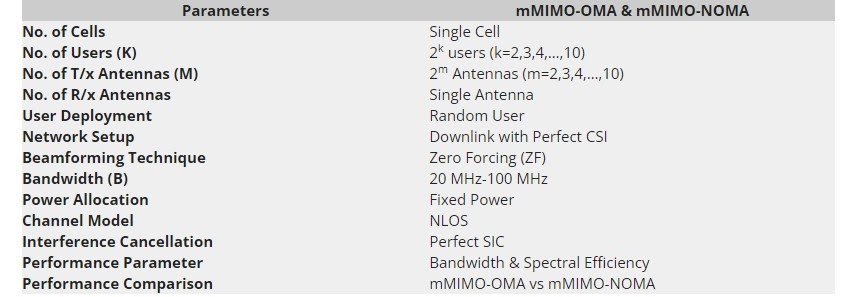 Parameters mMIMO-OMA & mMIMO-NOMA
No. of Cells Single Cell
No. of Users (K) 2ᵏ users (k=2,3,4,...,10)
No. of T/x Antennas (M) 2ᵐ Antennas (m=2,3,4,...,10)
No. of R/x Antennas Single Antenna
User Deployment Random User
Network Setup Downlink with Perfect CSI
Beamforming Technique Zero Forcing (ZF)
Bandwidth (B) 20 MHz-100 MHz
Power Allocation Fixed Power
Channel Model NLOS
Interference Cancellation Perfect SIC
Performance Parameter Bandwidth & Spectral Efficiency
Performance Comparison mMIMO-OMA vs mMIMO-NOMA